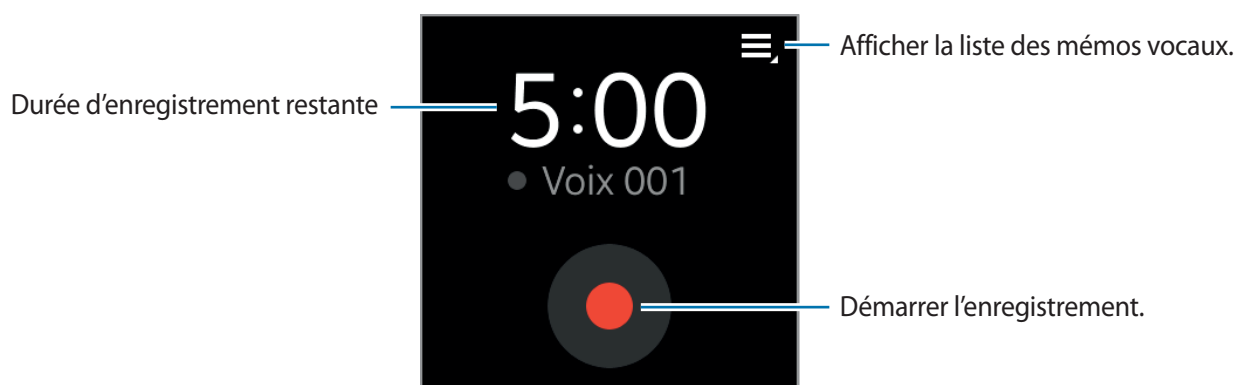 Afficher la liste des mémos vocaux.
Durée d’enregistrement restante
5:00
Voix 001
Démarrer l’enregistrement.